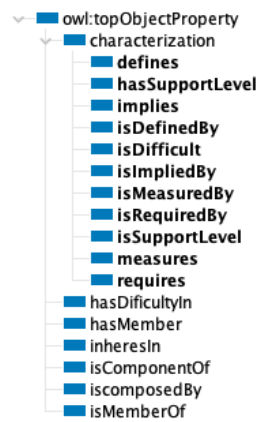 owl:topObjectProperty
characterization
defines
hasSupportLevel
implies
isDefinedBy
isDifficult
isImpliedBy
isMeasuredBy
isRequiredBy
isSupportLevel
measures
requires
hasDificultyIn
hasMember
inheresIn
isComponentOf
iscomposedBy
isMemberOf